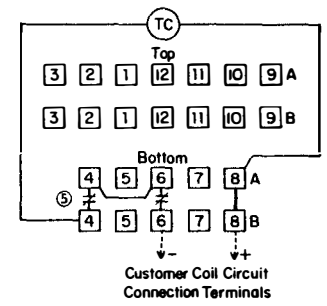 TC
Top
3 2 1 12 11 10 9 A
3 2 1 12 11 10 9 B
Bottom
4 5 6 7 8 A
5
4 5 6 7 8 B
- +
Customer Coil Circuit
Connection Terminals